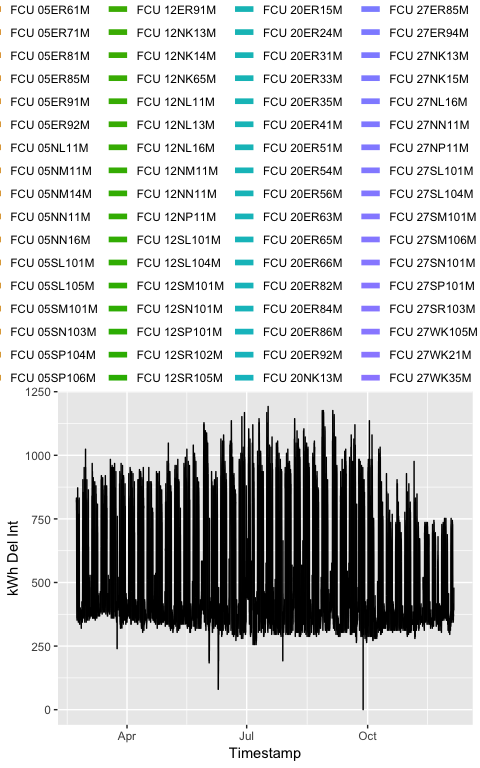 FCU 05ER61M FCU 12ER91M FCU 20ER15M FCU 27ER85M
FCU 05ER71M FCU 12NK13M FCU 20ER24M FCU 27ER94M
FCU 05ER81M FCU 12NK14M FCU 20ER31M FCU 27NK13M
FCU 05ER85M FCU 12NK65M FCU 20ER33M FCU 27NK15M
FCU 05ER91M FCU 12NL11M FCU 20ER35M FCU 27NL16M
FCU 05ER92M FCU 12NL13M FCU 20ER41M FCU 27NN11M
FCU 05NL11M FCU 12NL16M FCU 20ER51M FCU 27NP11M
FCU 05NM11M FCU 12NM11M FCU 20ER54M FCU 27SL101M
FCU 05NM14M FCU 12NN11M FCU 20ER56M FCU 27SL104M
FCU 05NN11M FCU 12NP11M FCU 20ER63M FCU 27SM101M
FCU 05NN16M FCU 12SL101M FCU 20ER65M FCU 27SM106M
FCU 05SL101M FCU 12SL104M FCU 20ER66M FCU 27SN101M
FCU 05SL105M FCU 12SM101M FCU 20ER82M FCU 27SP101M
FCU 05SM101M FCU 12SN101M FCU 20ER84M FCU 27SR103M
FCU 05SN103M FCU 12SP101M FCU 20ER86M FCU 27WK105M
FCU 05SP104M FCU 12SR102M FCU 20ER92M FCU 27WK21M
FCU 05SP106M FCU 12SR105M FCU 20NK13M FCU 27WK35M
1250
1000
750
500
250
0
kWh Del Int
Apr Jul Oct
Timestamp